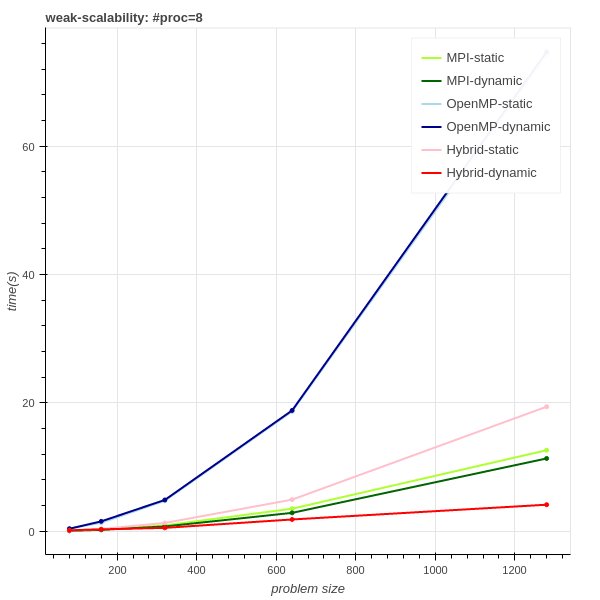 weak-scalability: #proc=8
MPI-static
MPI-dynamic
OpenMP-static
OpenMP-dynamic
Hybrid-static
Hybrid-dynamic
time(s)
60
40
20
0
200 400 600 800 1000 1200
problem size